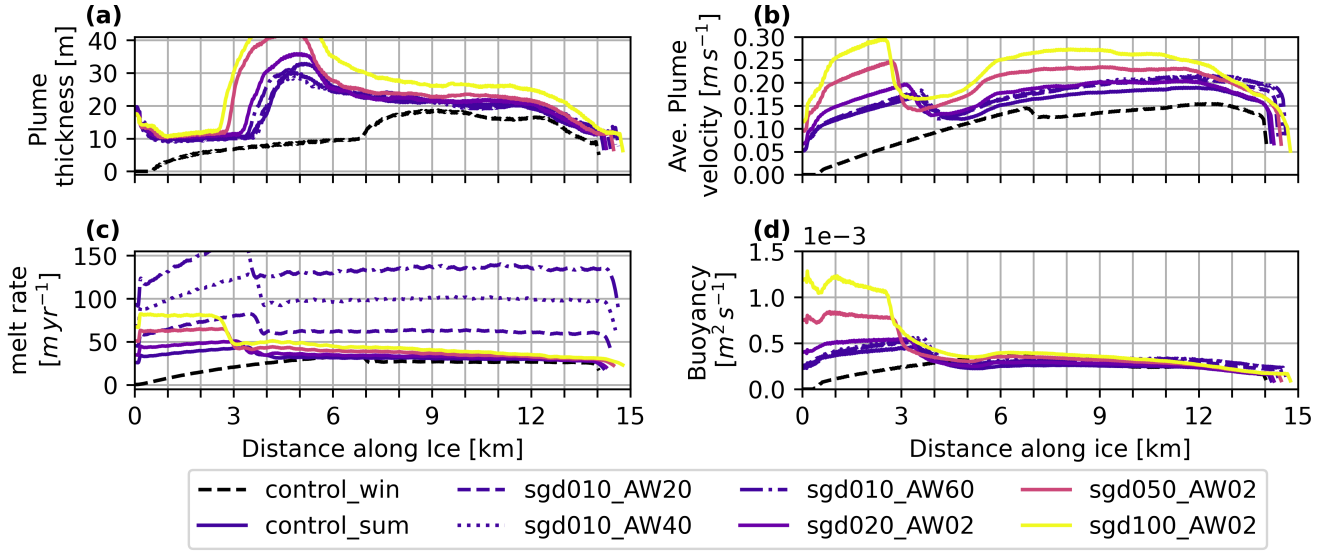 (a)
Plume
thickness [m]
40
30
20
10
0
(b)
Ave. Plume
velocity [m s⁻¹]
0.30
0.25
0.20
0.15
0.10
0.05
0.00
(c)
melt rate
[m yr⁻¹]
150
100
50
0
0 3 6 9 12 15
Distance along Ice [km]
(d)
1e−3
Buoyancy
[m² s⁻¹]
1.5
1.0
0.5
0.0
0 3 6 9 12 15
Distance along ice [km]
control_win sgd010_AW20 sgd010_AW60 sgd050_AW02
control_sum sgd010_AW40 sgd020_AW02 sgd100_AW02